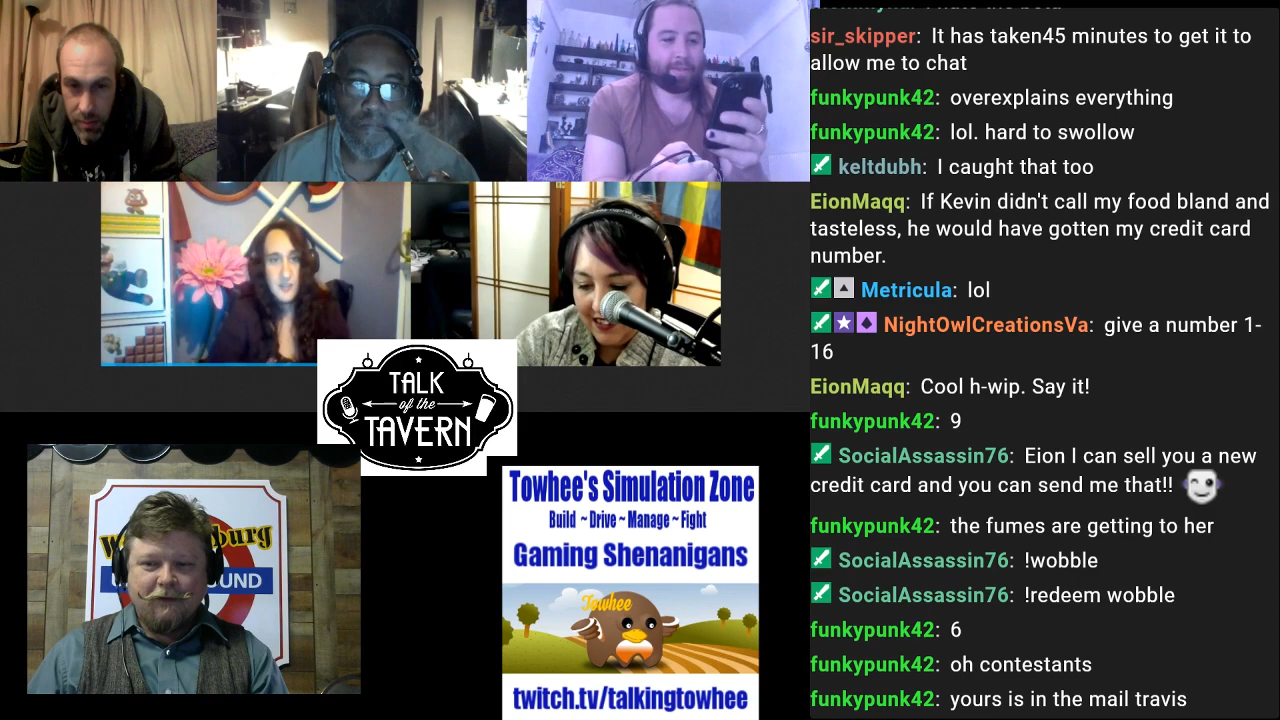 sir_skipper: It has taken45 minutes to get it to
allow me to chat
funkypunk42: overexplains everything
funkypunk42: lol. hard to swollow
keltdubh: I caught that too
EionMaqq: If Kevin didn't call my food bland and
tasteless, he would have gotten my credit card
number.
Metricula: lol
NightOwlCreationsVa: give a number 1-
16
EionMaqq: Cool h-wip. Say it!
funkypunk42: 9
SocialAssassin76: Eion I can sell you a new
credit card and you can send me that!!
funkypunk42: the fumes are getting to her
SocialAssassin76: !wobble
SocialAssassin76: !redeem wobble
funkypunk42: 6
funkypunk42: oh contestants
funkypunk42: yours is in the mail travis
TALK
of the
TAVERN
Towhee's Simulation Zone
Build ~ Drive ~ Manage ~ Fight
Gaming Shenanigans
Towhee
twitch.tv/talkingtowhee